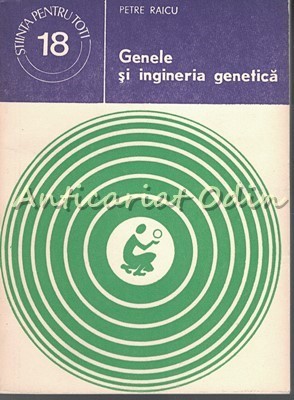 ȘTIINȚA PENTRU TOȚI
18
PETRE RAICU
Genele
și ingineria genetică
Anticariat Odin